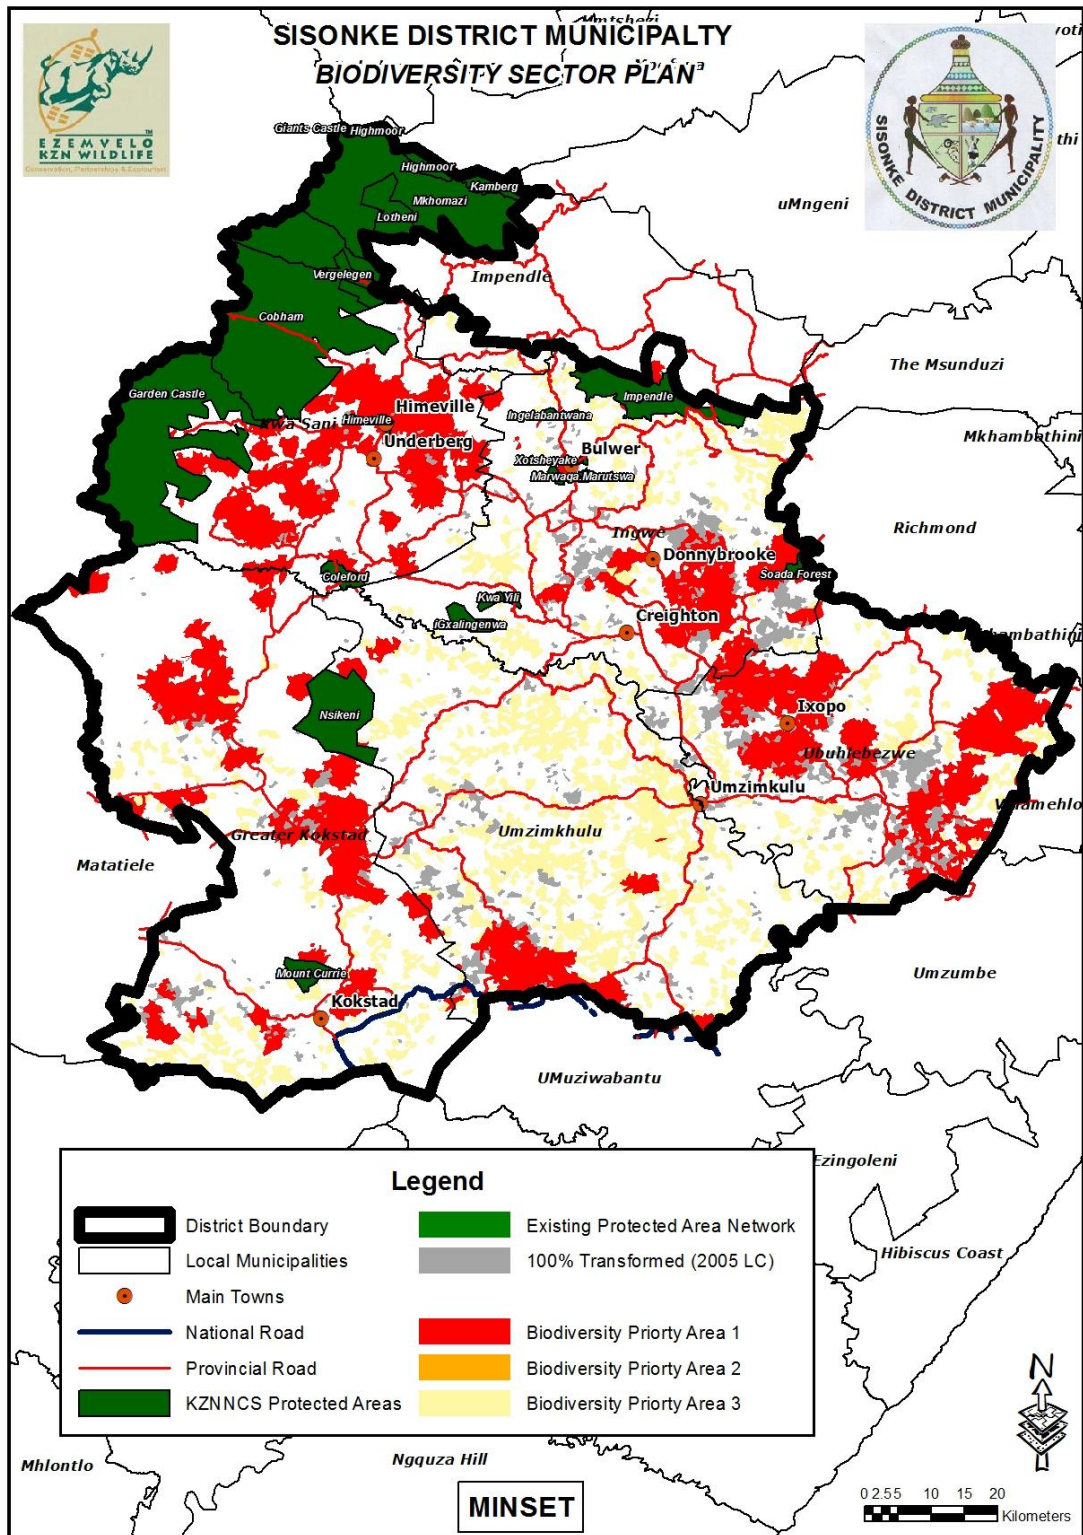 SISONKE DISTRICT MUNICIPALTY
BIODIVERSITY SECTOR PLAN
EZEMVELO
KZN WILDLIFE
TM
Conservation, Partnerships & Ecotourism
SISONKE DISTRICT MUNICIPALITY
Giants Castle
Highmoor
Highmoor
Kamberg
Mkhomazi
Lotheni
uMngeni
Vergelegen
Impendle
Cobham
The Msunduzi
Garden Castle
Impendle
Himeville
Ingelabantwana
Kwa Sani
Himeville
Mkhambathini
Underberg
Bulwer
Xotsheyake
Marwaqa
Marutswa
Richmond
Ingwe
Donnybrooke
Coleford
Soada Forest
Kwa Yili
iGxalingenwa
Creighton
Nsikeni
Ixopo
Ubuhlebezwe
Umzimkulu
Greater Kokstad
Umzimkhulu
Matatiele
Mount Currie
Umzumbe
Kokstad
UMuziwabantu
Ezingoleni
Hibiscus Coast
Legend
District Boundary
Local Municipalities
Main Towns
National Road
Provincial Road
KZNNCS Protected Areas
Existing Protected Area Network
100% Transformed (2005 LC)
Biodiversity Priorty Area 1
Biodiversity Priorty Area 2
Biodiversity Priorty Area 3
N
Mhlontlo
Ngquza Hill
MINSET
0 2.5 5 10 15 20
Kilometers